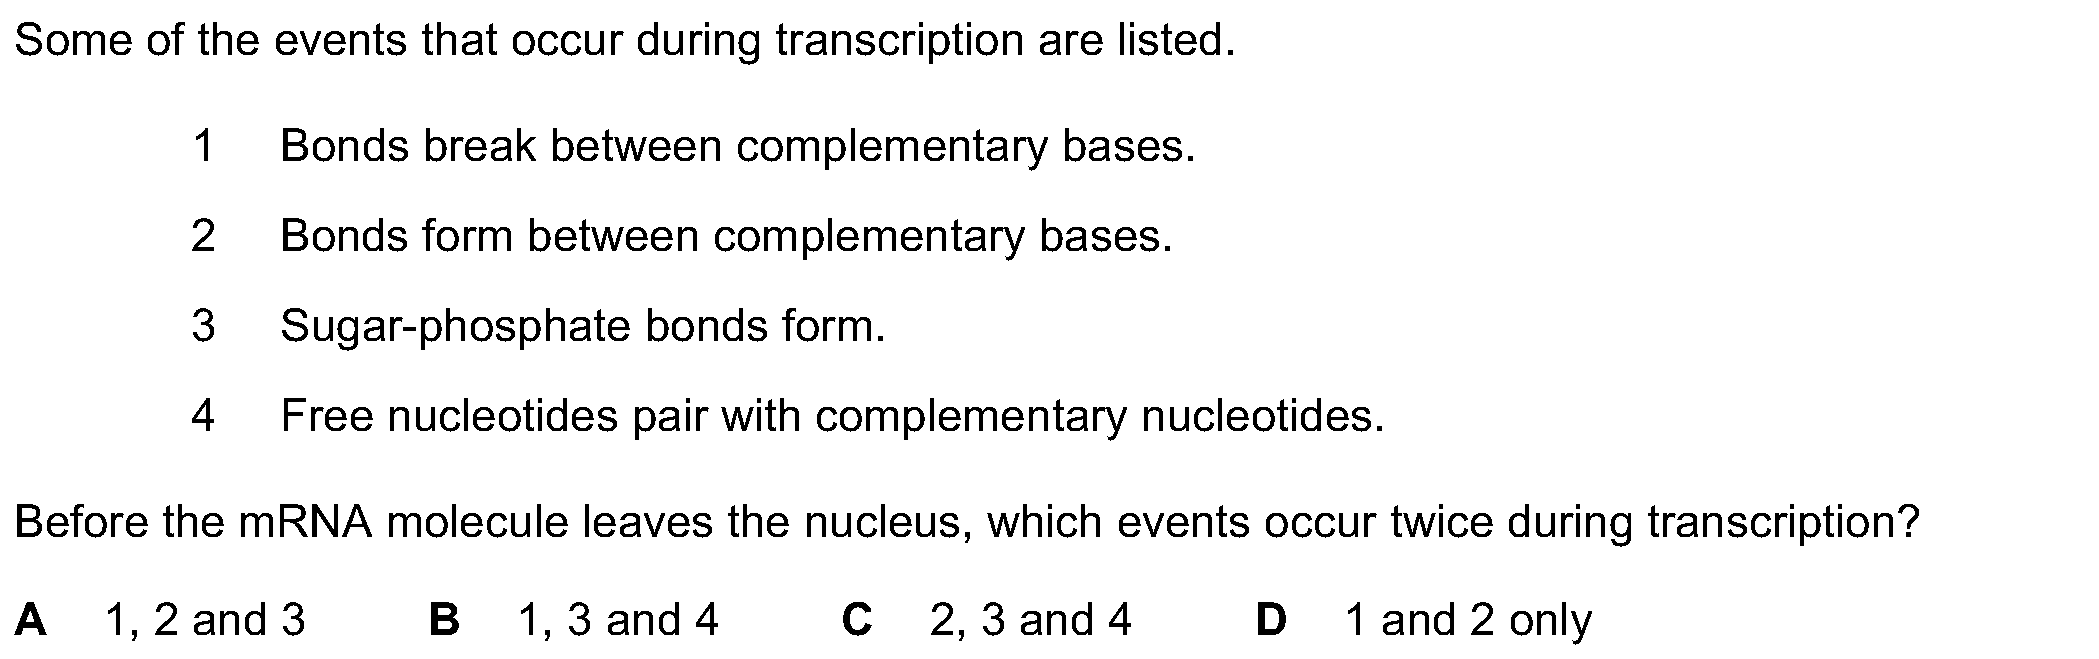 Some of the events that occur during transcription are listed.
1 Bonds break between complementary bases.
2 Bonds form between complementary bases.
3 Sugar-phosphate bonds form.
4 Free nucleotides pair with complementary nucleotides.
Before the mRNA molecule leaves the nucleus, which events occur twice during transcription?
A 1, 2 and 3 B 1, 3 and 4 C 2, 3 and 4 D 1 and 2 only